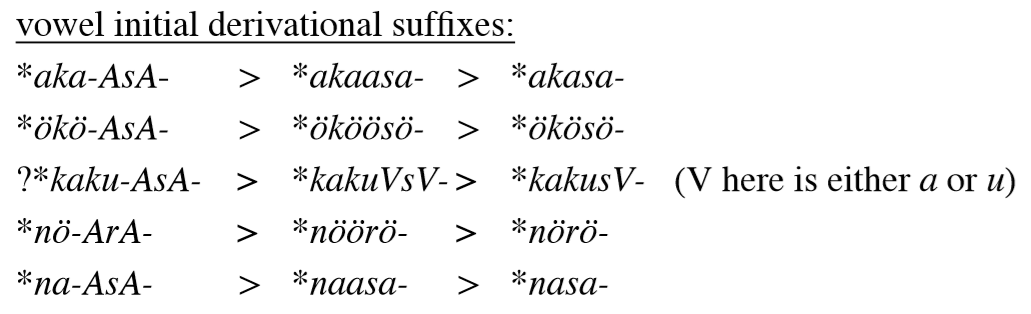 vowel initial derivational suffixes:
*aka-AsA- > *akaasa- > *akasa-
*ökö-AsA- > *ököösö- > *ökösö-
?*kaku-AsA- > *kakuVsV- > *kakusV- (V here is either a or u)
*nö-ArA- > *nöörö- > *nörö-
*na-AsA- > *naasa- > *nasa-